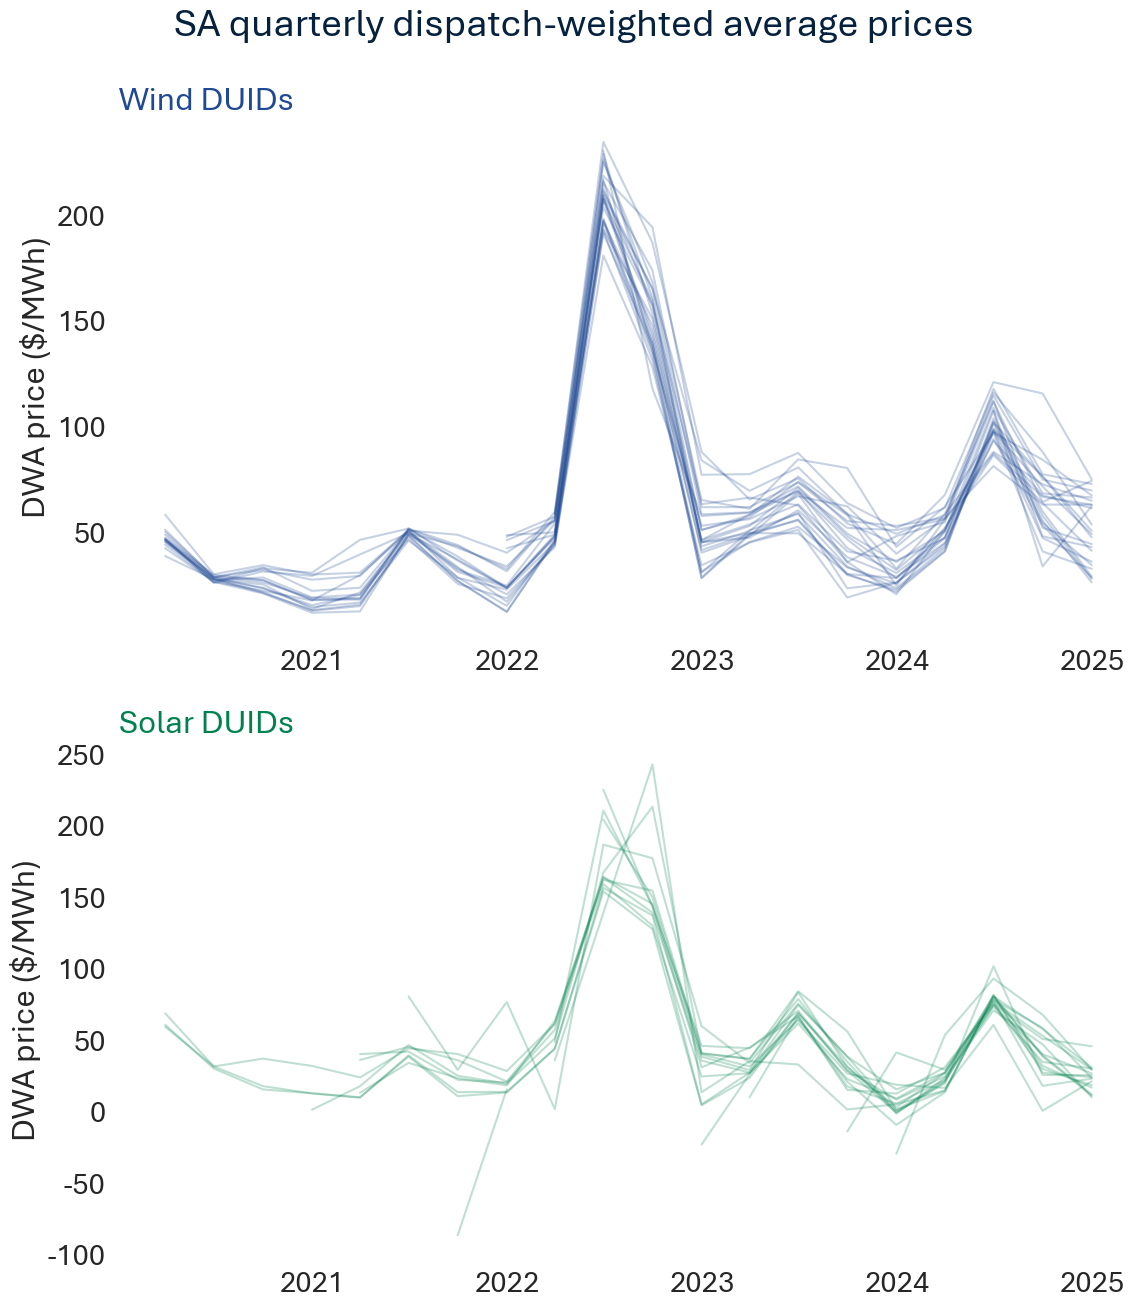 SA quarterly dispatch-weighted average prices
Wind DUIDs
DWA price ($/MWh)
200
150
100
50
2021 2022 2023 2024 2025
Solar DUIDs
DWA price ($/MWh)
250
200
150
100
50
0
-50
-100
2021 2022 2023 2024 2025